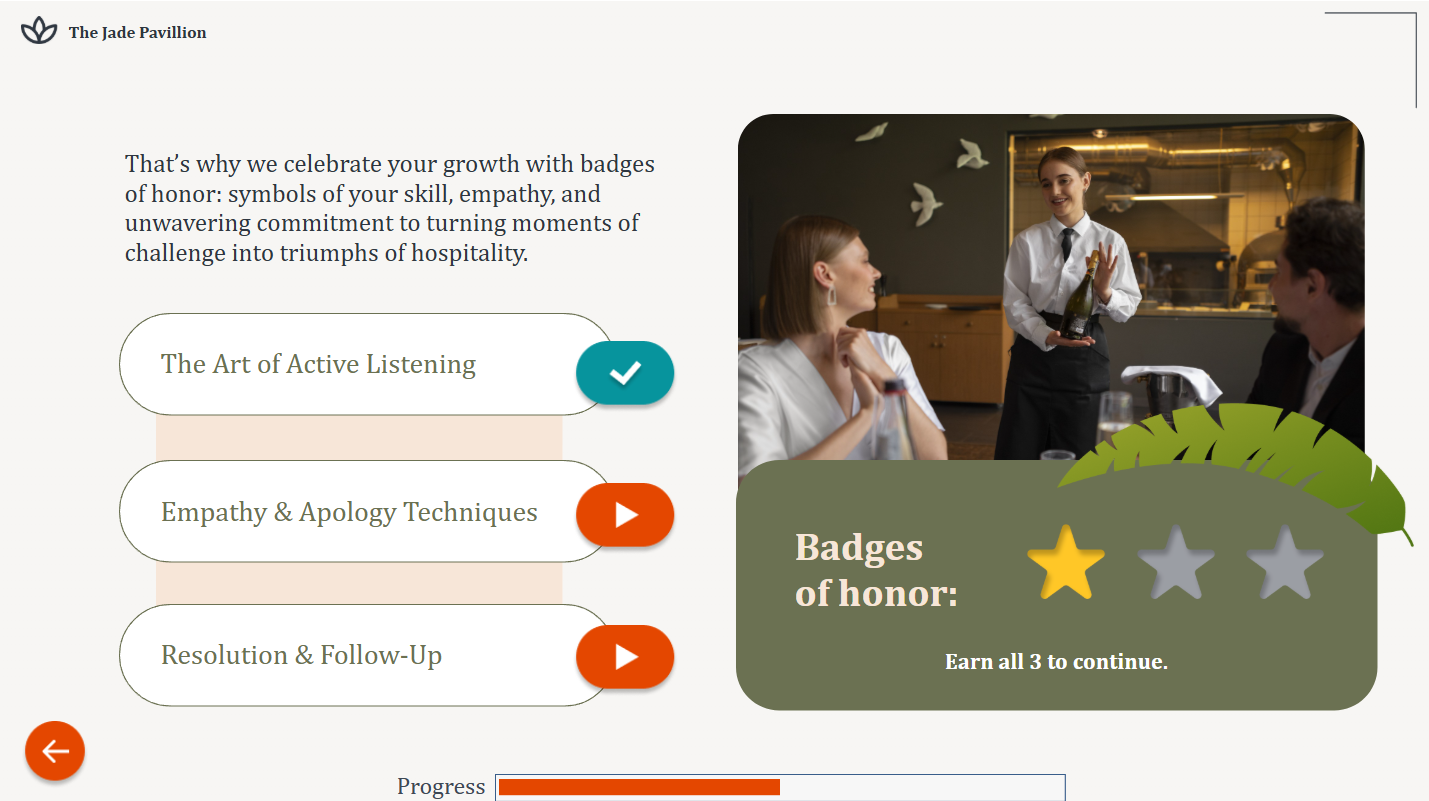 The Jade Pavillion
That’s why we celebrate your growth with badges
of honor: symbols of your skill, empathy, and
unwavering commitment to turning moments of
challenge into triumphs of hospitality.
The Art of Active Listening
Empathy & Apology Techniques
Resolution & Follow-Up
Badges
of honor:
Earn all 3 to continue.
Progress